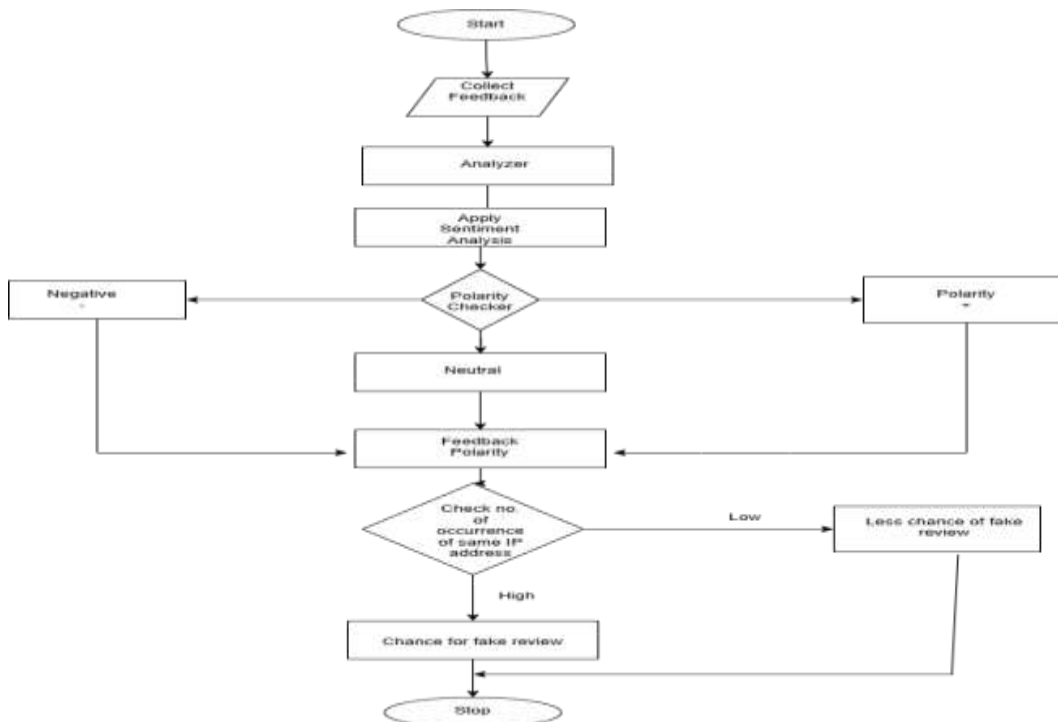 Start
Collect
Feedback
Analyzer
Apply
Sentiment
Analysis
Negative
-
Polarity
Checker
Polarity
+
Neutral
Feedback
Polarity
Check no.
of
occurrence
of same IP
address
Low
Less chance of fake
review
High
Chance for fake review
Stop